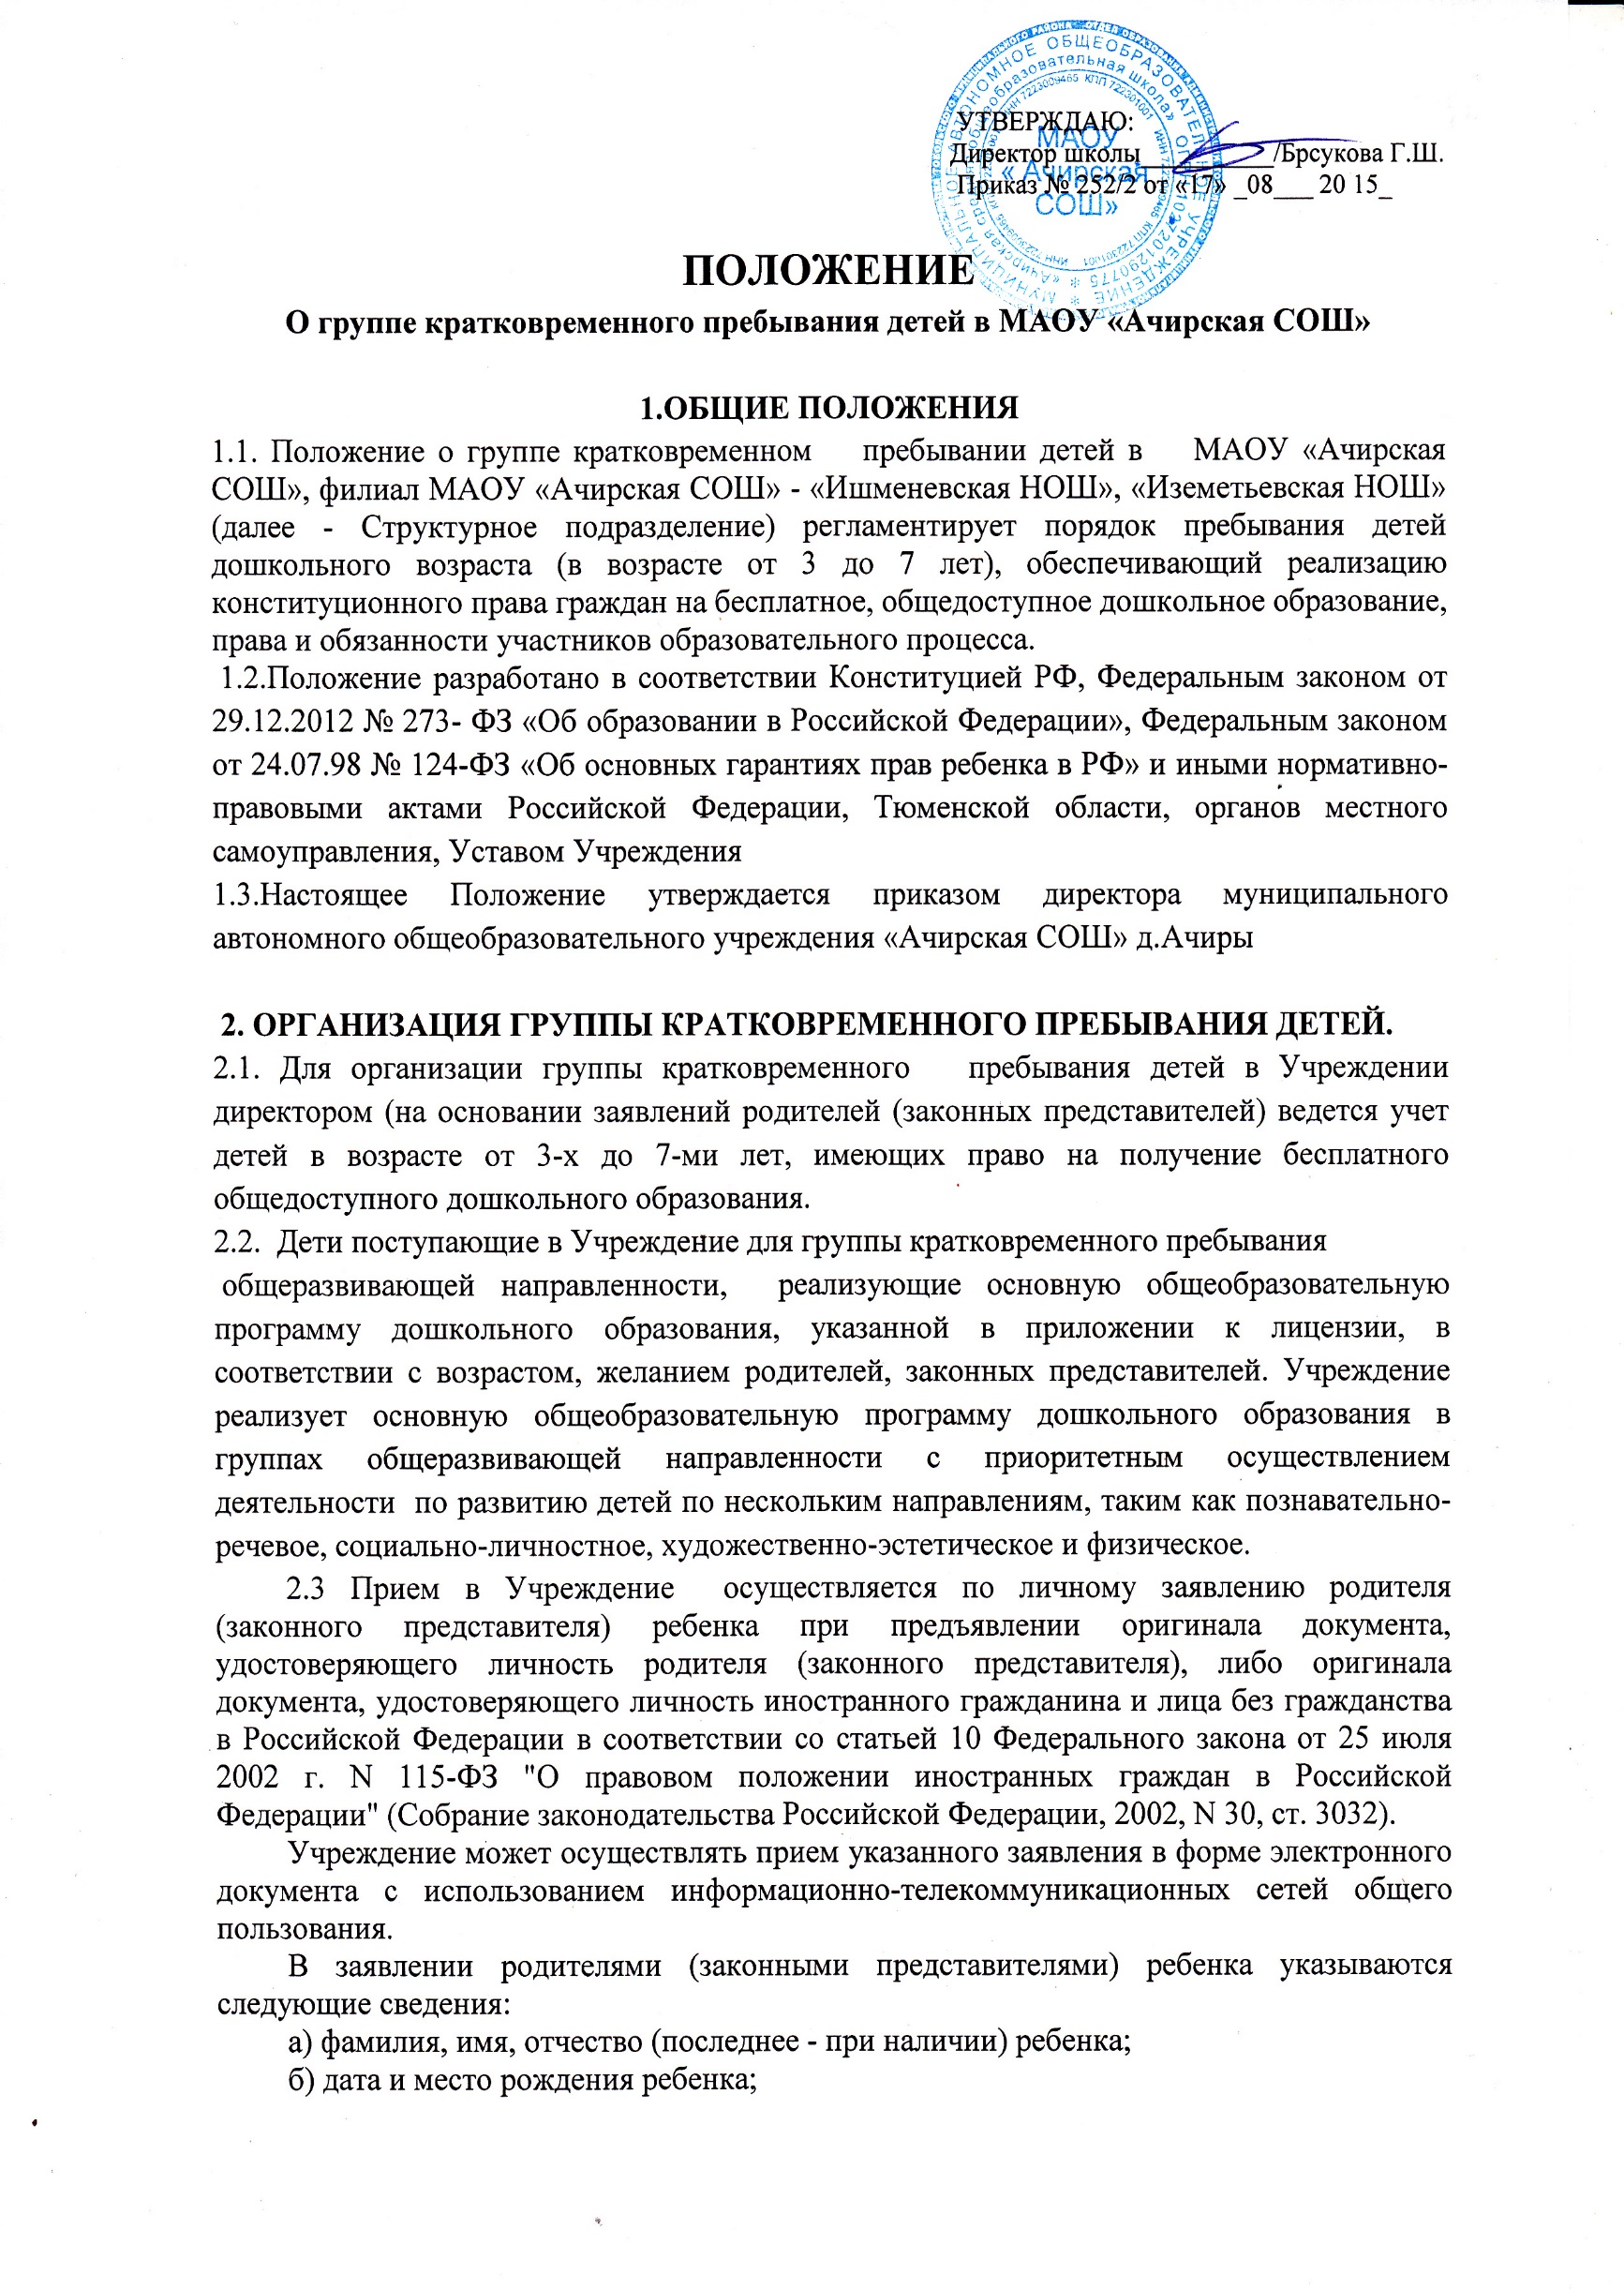 УТВЕРЖДАЮ:
Директор школы__________/Брсукова Г.Ш.
Приказ № 252/2 от «17» _08___ 20 15_
МАОУ
« Ачирская
СОШ»
ПОЛОЖЕНИЕ
О группе кратковременного пребывания детей в МАОУ «Ачирская СОШ»
1.ОБЩИЕ ПОЛОЖЕНИЯ
1.1. Положение о группе кратковременном пребывании детей в МАОУ «Ачирская
СОШ», филиал МАОУ «Ачирская СОШ» - «Ишменевская НОШ», «Иземетьевская НОШ»
(далее - Структурное подразделение) регламентирует порядок пребывания детей
дошкольного возраста (в возрасте от 3 до 7 лет), обеспечивающий реализацию
конституционного права граждан на бесплатное, общедоступное дошкольное образование,
права и обязанности участников образовательного процесса.
1.2.Положение разработано в соответствии Конституцией РФ, Федеральным законом от
29.12.2012 № 273- ФЗ «Об образовании в Российской Федерации», Федеральным законом
от 24.07.98 № 124-ФЗ «Об основных гарантиях прав ребенка в РФ» и иными нормативно-
правовыми актами Российской Федерации, Тюменской области, органов местного
самоуправления, Уставом Учреждения
1.3.Настоящее Положение утверждается приказом директора муниципального
автономного общеобразовательного учреждения «Ачирская СОШ» д.Ачиры
2. ОРГАНИЗАЦИЯ ГРУППЫ КРАТКОВРЕМЕННОГО ПРЕБЫВАНИЯ ДЕТЕЙ.
2.1. Для организации группы кратковременного пребывания детей в Учреждении
директором (на основании заявлений родителей (законных представителей) ведется учет
детей в возрасте от 3-х до 7-ми лет, имеющих право на получение бесплатного
общедоступного дошкольного образования.
2.2. Дети поступающие в Учреждение для группы кратковременного пребывания
общеразвивающей направленности, реализующие основную общеобразовательную
программу дошкольного образования, указанной в приложении к лицензии, в
соответствии с возрастом, желанием родителей, законных представителей. Учреждение
реализует основную общеобразовательную программу дошкольного образования в
группах общеразвивающей направленности с приоритетным осуществлением
деятельности по развитию детей по нескольким направлениям, таким как познавательно-
речевое, социально-личностное, художественно-эстетическое и физическое.
2.3 Прием в Учреждение осуществляется по личному заявлению родителя
(законного представителя) ребенка при предъявлении оригинала документа,
удостоверяющего личность родителя (законного представителя), либо оригинала
документа, удостоверяющего личность иностранного гражданина и лица без гражданства
в Российской Федерации в соответствии со статьей 10 Федерального закона от 25 июля
2002 г. N 115-ФЗ "О правовом положении иностранных граждан в Российской
Федерации" (Собрание законодательства Российской Федерации, 2002, N 30, ст. 3032).
Учреждение может осуществлять прием указанного заявления в форме электронного
документа с использованием информационно-телекоммуникационных сетей общего
пользования.
В заявлении родителями (законными представителями) ребенка указываются
следующие сведения:
а) фамилия, имя, отчество (последнее - при наличии) ребенка;
б) дата и место рождения ребенка;